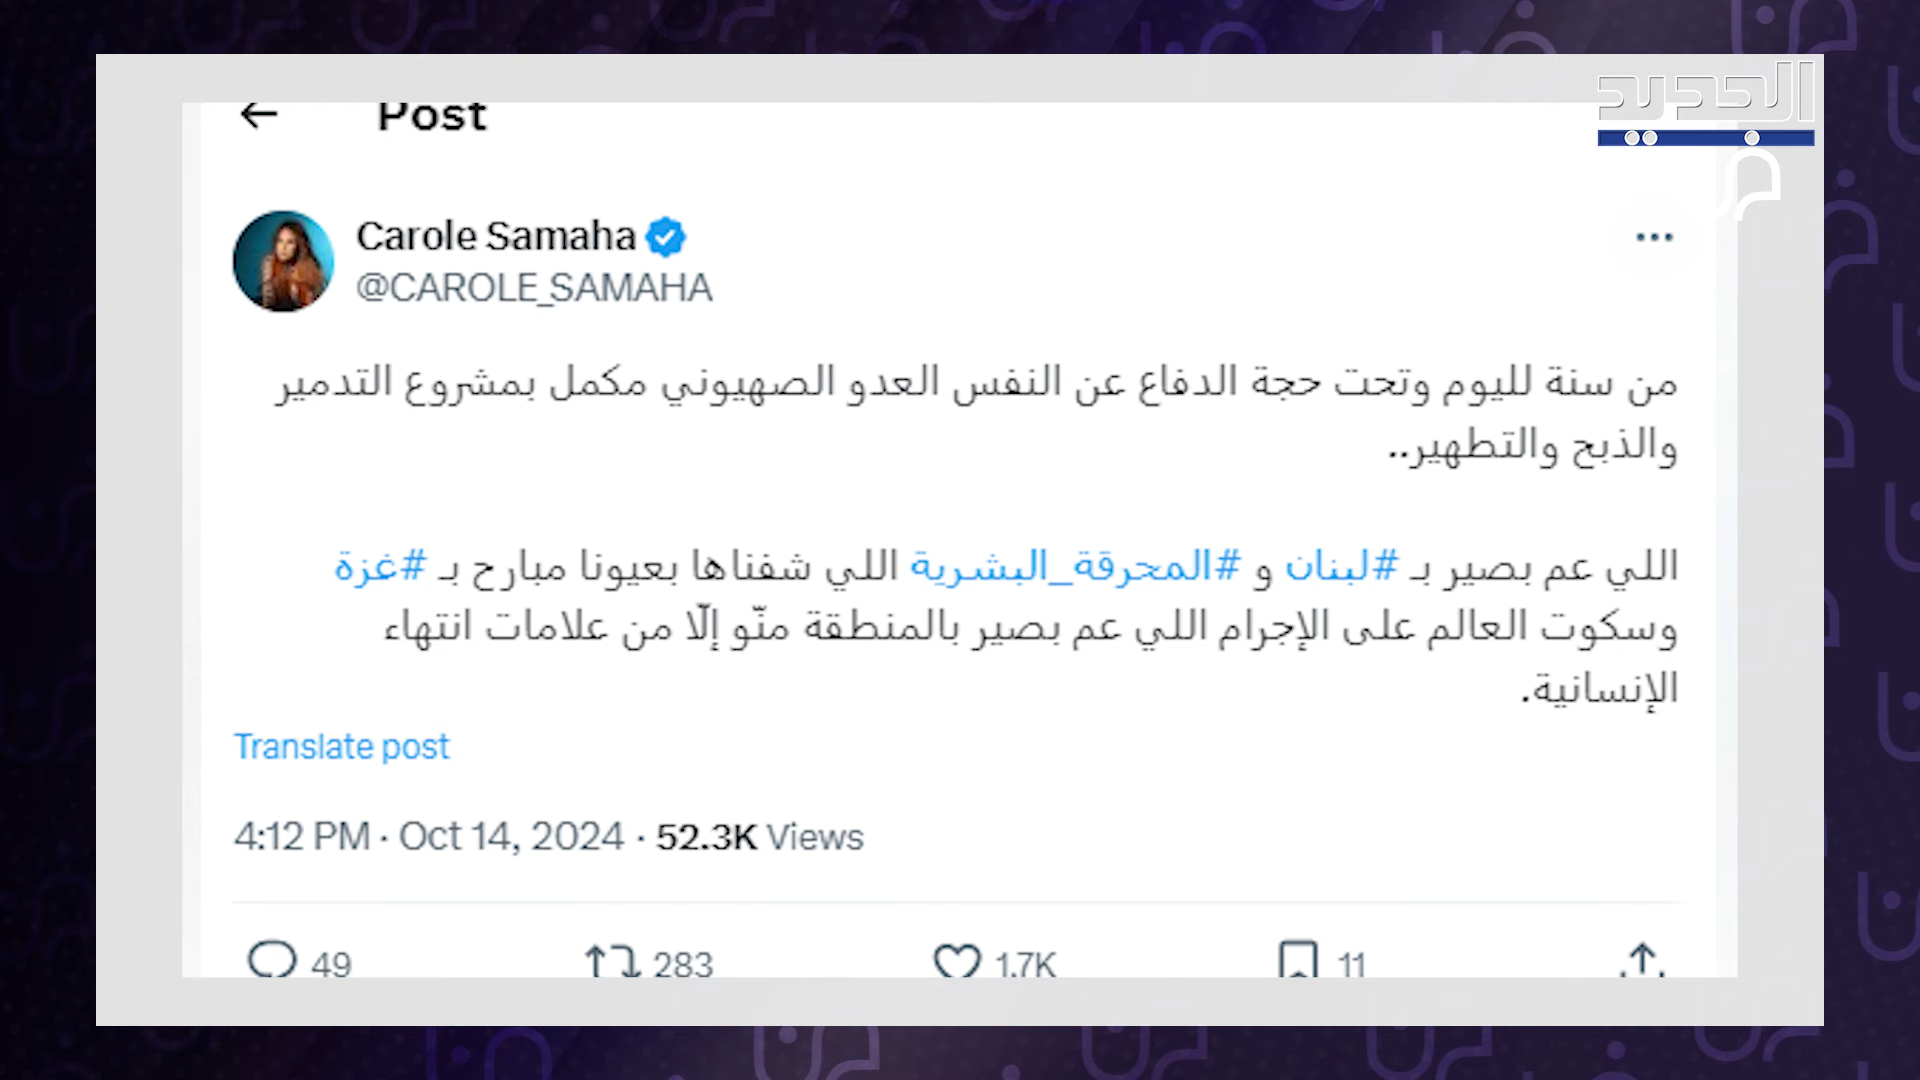 الجديد
فن
Post
Carole Samaha
@CAROLE_SAMAHA
من سنة لليوم وتحت حجة الدفاع عن النفس العدو الصهيوني مكمل بمشروع التدمير
والذبح والتطهير..
اللي عم بصير بـ #لبنان و #المحرقة_البشرية اللي شفناها بعيونا مبارح بـ #غزة
وسكوت العالم على الإجرام اللي عم بصير بالمنطقة منّو إلّا من علامات انتهاء
الإنسانية.
Translate post
4:12 PM · Oct 14, 2024 · 52.3K Views
49 283 1.7K 11